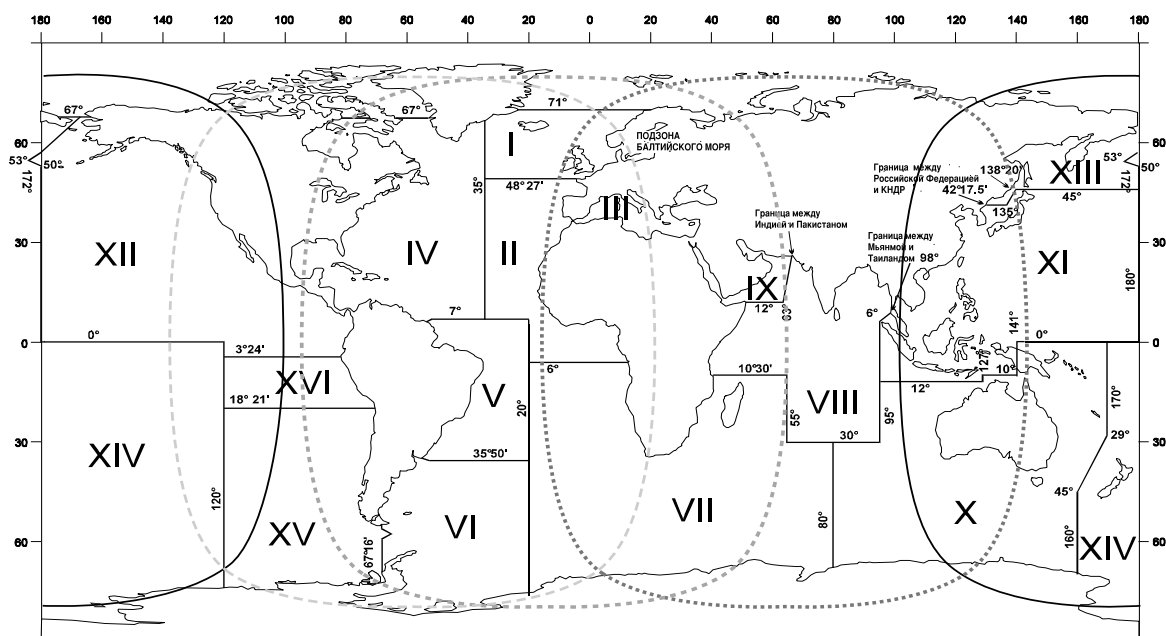 180 160 140 120 100 80 60 40 20 0 20 40 60 80 100 120 140 160 180
67° 67° 71°
60 I ПОДЗОНА 60
БАЛТИЙСКОГО МОРЯ
53° 50° 53°
50°
172° 172°
Граница между
Российской Федерацией
и КНДР
138°20'
42°17.5'
135°
XIII
45°
35° 48° 27'
III
Граница между
Индией и Пакистаном
Граница между
Мьянмой и
Таиландом 98°
30 XII IV II IX XI 30
180°
12° 63° 6° 141°
7°
0 0° 0° 0
3°24' 6° 10°30' 127° 10°
12°
XVI V VIII
18° 21' 20° 55° 95° 170°
30 30° 29° 30
XIV 35°50'
120° 45°
XV VI VII X
80° 160°
60 67°16' XIV 60